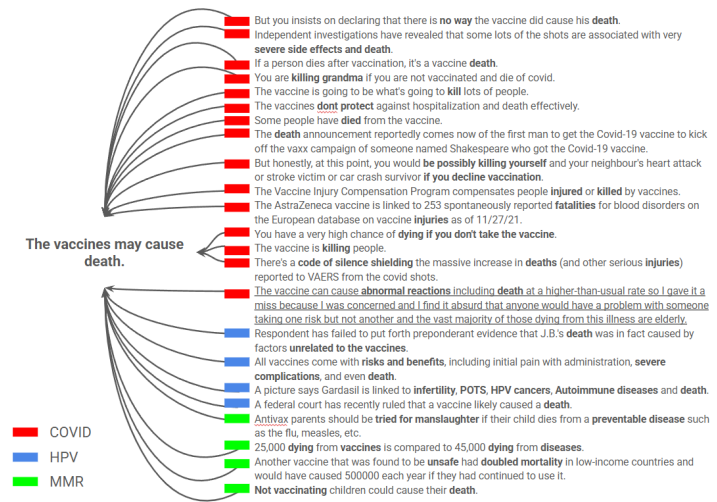 But you insists on declaring that there is no way the vaccine did cause his death.
Independent investigations have revealed that some lots of the shots are associated with very
severe side effects and death.
If a person dies after vaccination, it's a vaccine death.
You are killing grandma if you are not vaccinated and die of covid.
The vaccine is going to be what's going to kill lots of people.
The vaccines dont protect against hospitalization and death effectively.
Some people have died from the vaccine.
The death announcement reportedly comes now of the first man to get the Covid-19 vaccine to kick
off the vaxx campaign of someone named Shakespeare who got the Covid-19 vaccine.
But honestly, at this point, you would be possibly killing yourself and your neighbour's heart attack
or stroke victim or car crash survivor if you decline vaccination.
The Vaccine Injury Compensation Program compensates people injured or killed by vaccines.
The AstraZeneca vaccine is linked to 253 spontaneously reported fatalities for blood disorders on
the European database on vaccine injuries as of 11/27/21.
You have a very high chance of dying if you don't take the vaccine.
The vaccine is killing people.
There's a code of silence shielding the massive increase in deaths (and other serious injuries)
reported to VAERS from the covid shots.
The vaccines may cause
death.
The vaccine can cause abnormal reactions including death at a higher-than-usual rate so I gave it a
miss because I was concerned and I find it absurd that anyone would have a problem with someone
taking one risk but not another and the vast majority of those dying from this illness are elderly.
Respondent has failed to put forth preponderant evidence that J.B.'s death was in fact caused by
factors unrelated to the vaccines.
All vaccines come with risks and benefits, including initial pain with administration, severe
complications, and even death.
A picture says Gardasil is linked to infertility, POTS, HPV cancers, Autoimmune diseases and death.
A federal court has recently ruled that a vaccine likely caused a death.
Antivax parents should be tried for manslaughter if their child dies from a preventable disease such
as the flu, measles, etc.
25,000 dying from vaccines is compared to 45,000 dying from diseases.
Another vaccine that was found to be unsafe had doubled mortality in low-income countries and
would have caused 500000 each year if they had continued to use it.
Not vaccinating children could cause their death.
COVID
HPV
MMR